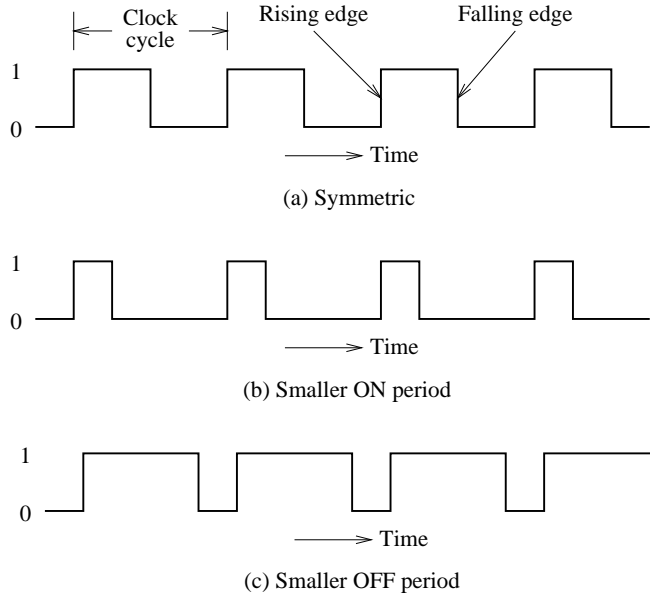 Clock
cycle
Rising edge
Falling edge
1
0
Time
(a) Symmetric
1
0
Time
(b) Smaller ON period
1
0
Time
(c) Smaller OFF period